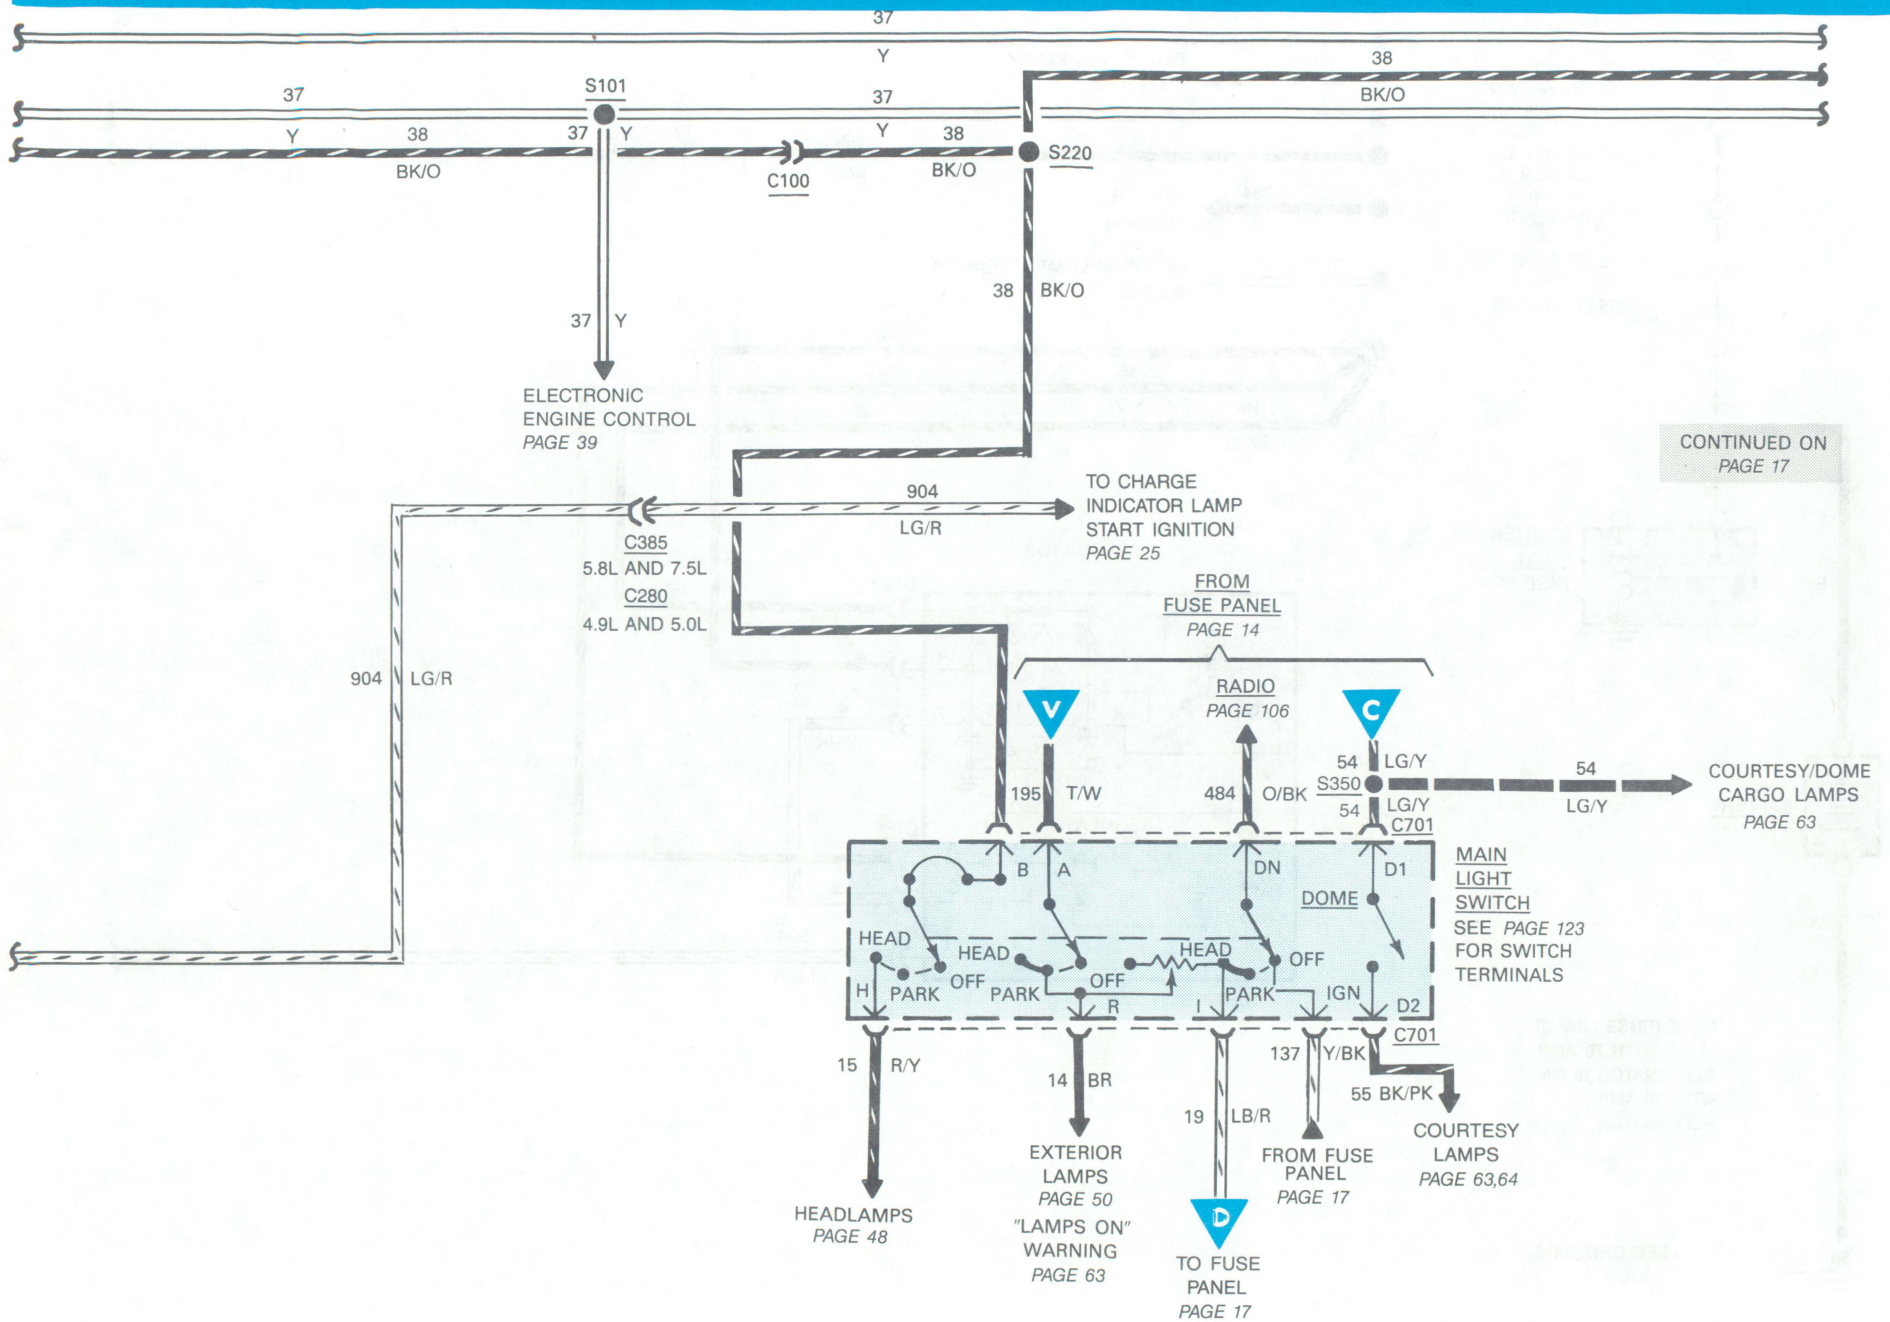 37
Y
38
BK/O
S101
37
37
Y
38
37
Y
Y
38
S220
BK/O
C100
BK/O
38 BK/O
37 Y
ELECTRONIC
ENGINE CONTROL
PAGE 39
CONTINUED ON
PAGE 17
904
LG/R
TO CHARGE
INDICATOR LAMP
START IGNITION
PAGE 25
C385
5.8L AND 7.5L
C280
4.9L AND 5.0L
904 LG/R
FROM
FUSE PANEL
PAGE 14
RADIO
PAGE 106
V
C
195 T/W
484 O/BK
54 LG/Y
S350
54 LG/Y
54
LG/Y
COURTESY/DOME
CARGO LAMPS
PAGE 63
C701
B A DN D1
DOME
MAIN
LIGHT
SWITCH
SEE PAGE 123
FOR SWITCH
TERMINALS
HEAD HEAD HEAD OFF
OFF OFF
H PARK PARK R I PARK IGN D2
C701
15 R/Y
14 BR
19 LB/R
137 Y/BK
55 BK/PK
COURTESY
LAMPS
PAGE 63,64
FROM FUSE
PANEL
PAGE 17
EXTERIOR
LAMPS
PAGE 50
"LAMPS ON"
WARNING
PAGE 63
HEADLAMPS
PAGE 48
D
TO FUSE
PANEL
PAGE 17